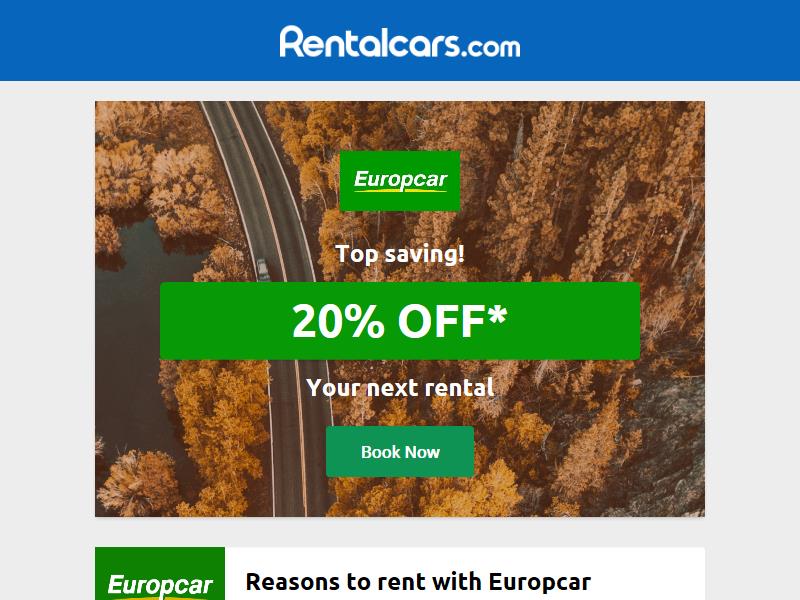 Rentalcars.com
Europcar
Top saving!
20% OFF*
Your next rental
Book Now
Europcar
Reasons to rent with Europcar